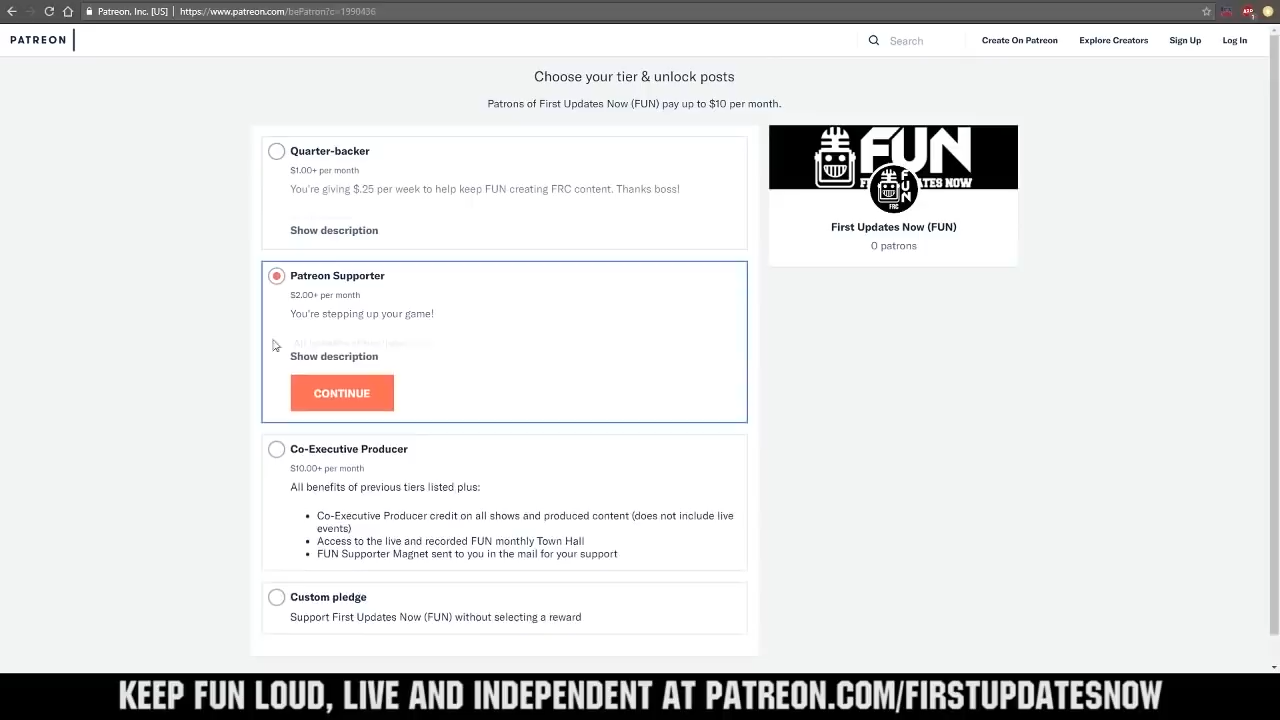 Patreon, Inc. [US] | https://www.patreon.com/bePatron?c=1990436
PATREON
Search
Create On Patreon
Explore Creators
Sign Up
Log In
Choose your tier & unlock posts
Patrons of First Updates Now (FUN) pay up to $10 per month.
Quarter-backer
$1.00+ per month
You're giving $.25 per week to help keep FUN creating FRC content. Thanks boss!
Show description
Patreon Supporter
$2.00+ per month
You're stepping up your game!
Show description
CONTINUE
Co-Executive Producer
$10.00+ per month
All benefits of previous tiers listed plus:
• Co-Executive Producer credit on all shows and produced content (does not include live
events)
• Access to the live and recorded FUN monthly Town Hall
• FUN Supporter Magnet sent to you in the mail for your support
Custom pledge
Support First Updates Now (FUN) without selecting a reward
FUN
FUN
FRC
First Updates Now (FUN)
0 patrons
KEEP FUN LOUD, LIVE AND INDEPENDENT AT PATREON.COM/FIRSTUPDATESNOW